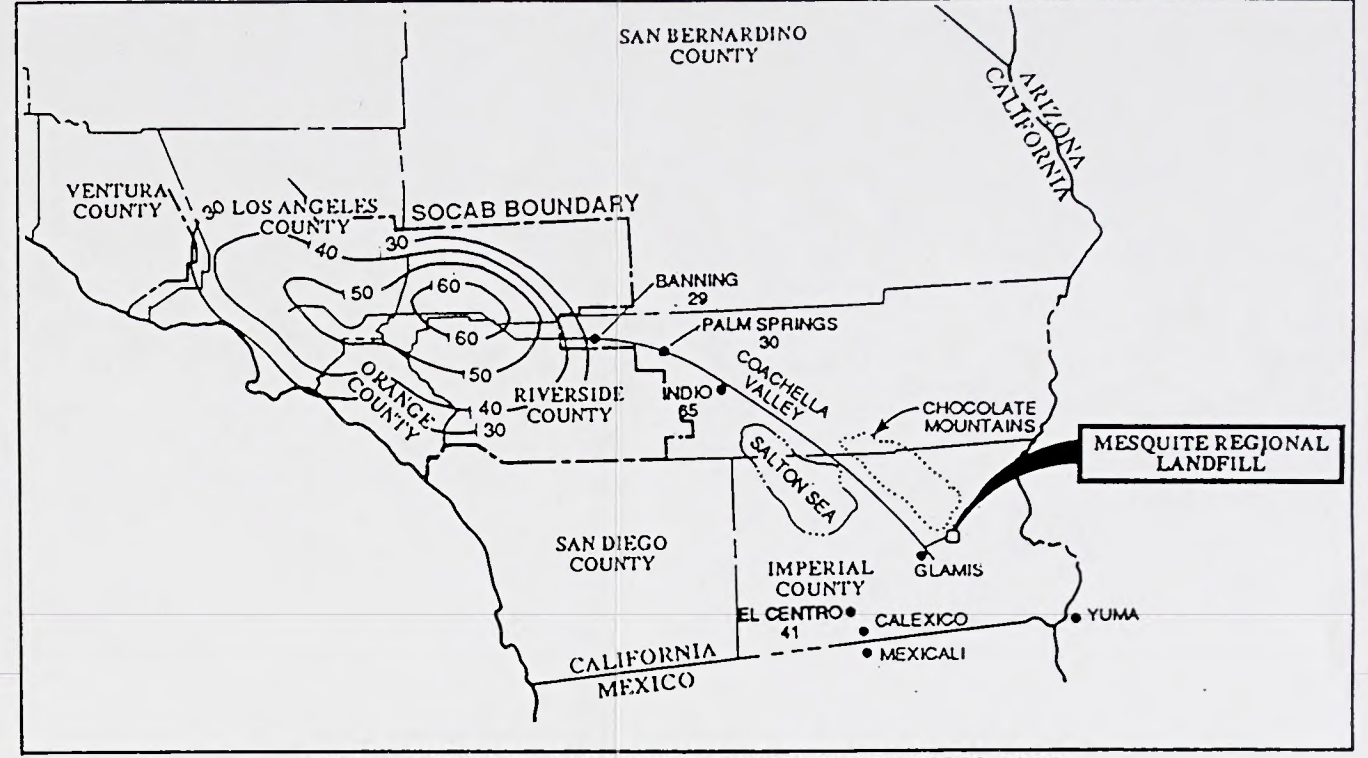 SAN BERNARDINO
COUNTY
ARIZONA
CALIFORNIA
VENTURA
COUNTY
30
LOS ANGELES
COUNTY
SOCAB BOUNDARY
40
30
50
60
60
50
40
30
BANNING
29
PALM SPRINGS
30
COACHELLA
VALLEY
INDIO
65
RIVERSIDE
COUNTY
ORANGE
COUNTY
CHOCOLATE
MOUNTAINS
MESQUITE REGIONAL
LANDFILL
SALTON SEA
SAN DIEGO
COUNTY
IMPERIAL
COUNTY
GLAMIS
EL CENTRO
41
CALEXICO
YUMA
MEXICALI
CALIFORNIA
MEXICO